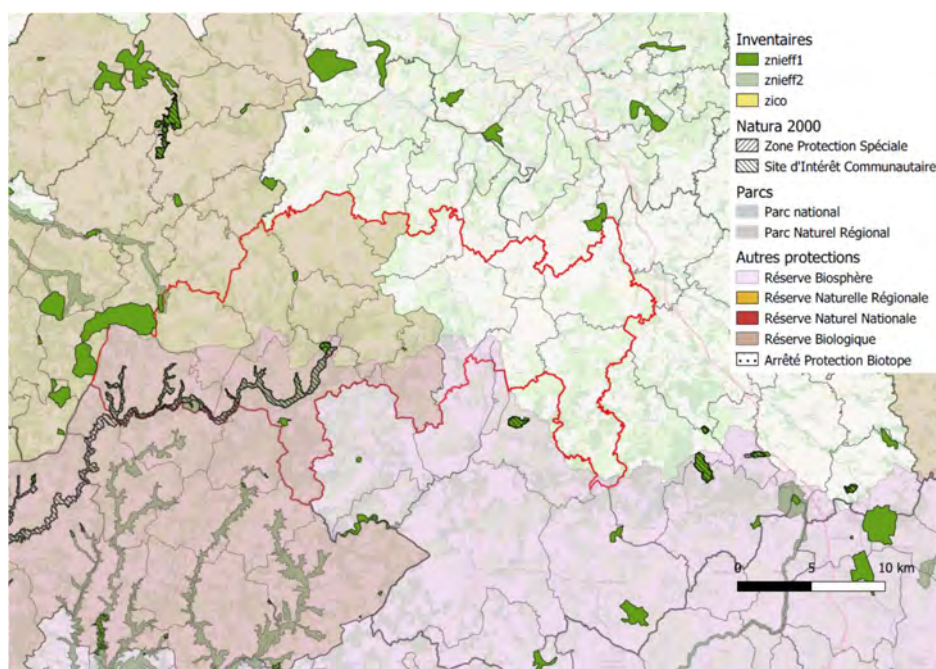 Inventaires
znieff1
znieff2
zico
Natura 2000
Zone Protection Spéciale
Site d'Intérêt Communautaire
Parcs
Parc national
Parc Naturel Régional
Autres protections
Réserve Biosphère
Réserve Naturelle Régionale
Réserve Naturel Nationale
Réserve Biologique
Arrêté Protection Biotope
0 5 10 km